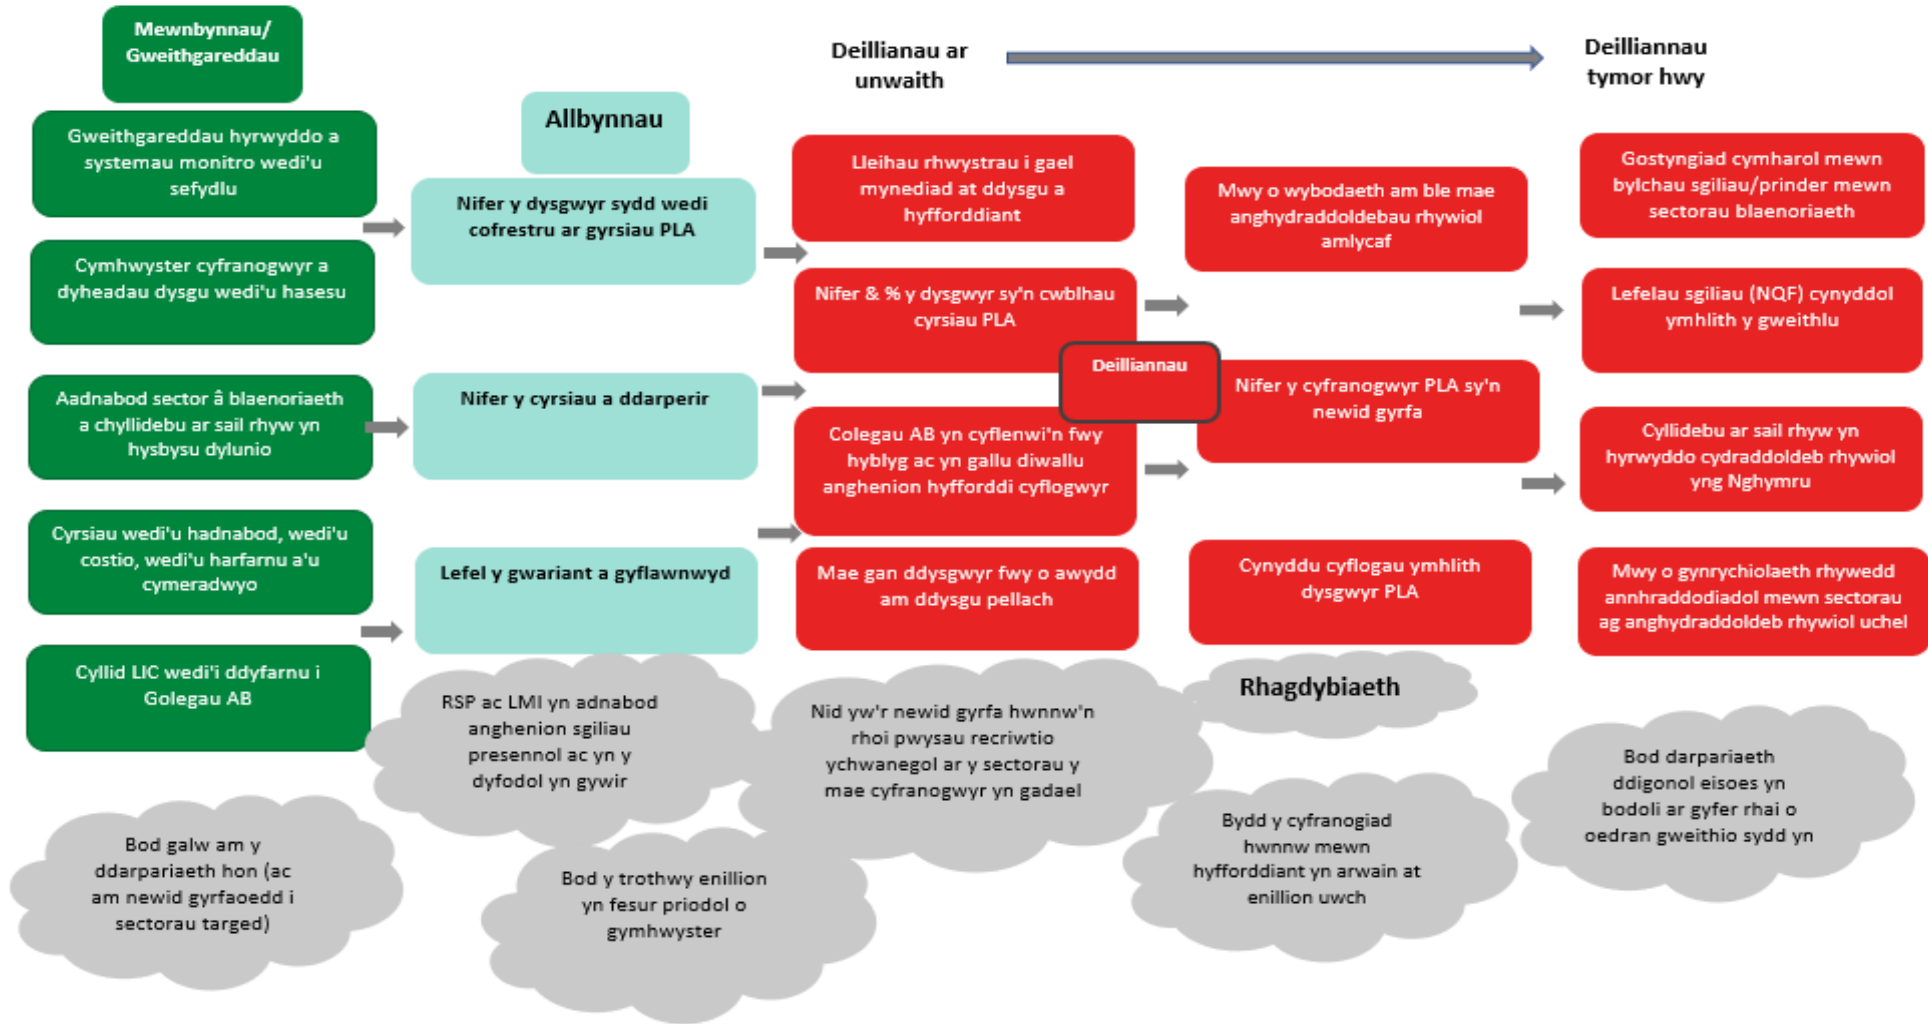 Mewnbynnau/
Gweithgareddau
Gweithgareddau hyrwyddo a
systemau monitro wedi'u
sefydlu
Cymhwyster cyfranogwyr a
dyheadau dysgu wedi'u hasesu
Aadnabod sector â blaenoriaeth
a chyllidebu ar sail rhyw yn
hysbysu dylunio
Cyrsiau wedi'u hadnabod, wedi'u
costio, wedi'u harfarnu a'u
cymeradwyo
Cyllid LIC wedi'i ddyfarnu i
Golegau AB
Allbynnau
Nifer y dysgwyr sydd wedi
cofrestru ar gyrsiau PLA
Nifer y cyrsiau a ddarperir
Lefel y gwariant a gyflawnwyd
Deillianau ar
unwaith
Deilliannau
tymor hwy
Lleihau rhwystrau i gael
mynediad at ddysgu a
hyfforddiant
Nifer & % y dysgwyr sy'n cwblhau
cyrsiau PLA
Colegau AB yn cyflenwi'n fwy
hyblyg ac yn gallu diwallu
anghenion hyfforddi cyflogwyr
Mae gan ddysgwyr fwy o awydd
am ddysgu pellach
Deilliannau
Mwy o wybodaeth am ble mae
anghydraddoldebau rhywiol
amlycaf
Nifer y cyfranogwyr PLA sy'n
newid gyrfa
Cynyddu cyflogau ymhlith
dysgwyr PLA
Gostyngiad cymharol mewn
bylchau sgiliau/prinder mewn
sectorau blaenoriaeth
Lefelau sgiliau (NQF) cynyddol
ymhlith y gweithlu
Cyllidebu ar sail rhyw yn
hyrwyddo cydraddoldeb rhywiol
yng Nghymru
Mwy o gynrychiolaeth rhywedd
annhraddodiadol mewn sectorau
ag anghydraddoldeb rhywiol uchel
Rhagdybiaeth
Bod galw am y
ddarpariaeth hon (ac
am newid gyrfaoedd i
sectorau targed)
RSP ac LMI yn adnabod
anghenion sgiliau
presennol ac yn y
dyfodol yn gywir
Bod y trothwy enillion
yn fesur priodol o
gymhwyster
Nid yw'r newid gyrfa hwnnw'n
rhoi pwysau recriwtio
ychwanegol ar y sectorau y
mae cyfranogwyr yn gadael
Bydd y cyfranogiad
hwnnw mewn
hyfforddiant yn arwain at
enillion uwch
Bod darpariaeth
ddigonol eisoes yn
bodoli ar gyfer rhai o
oedran gweithio sydd yn